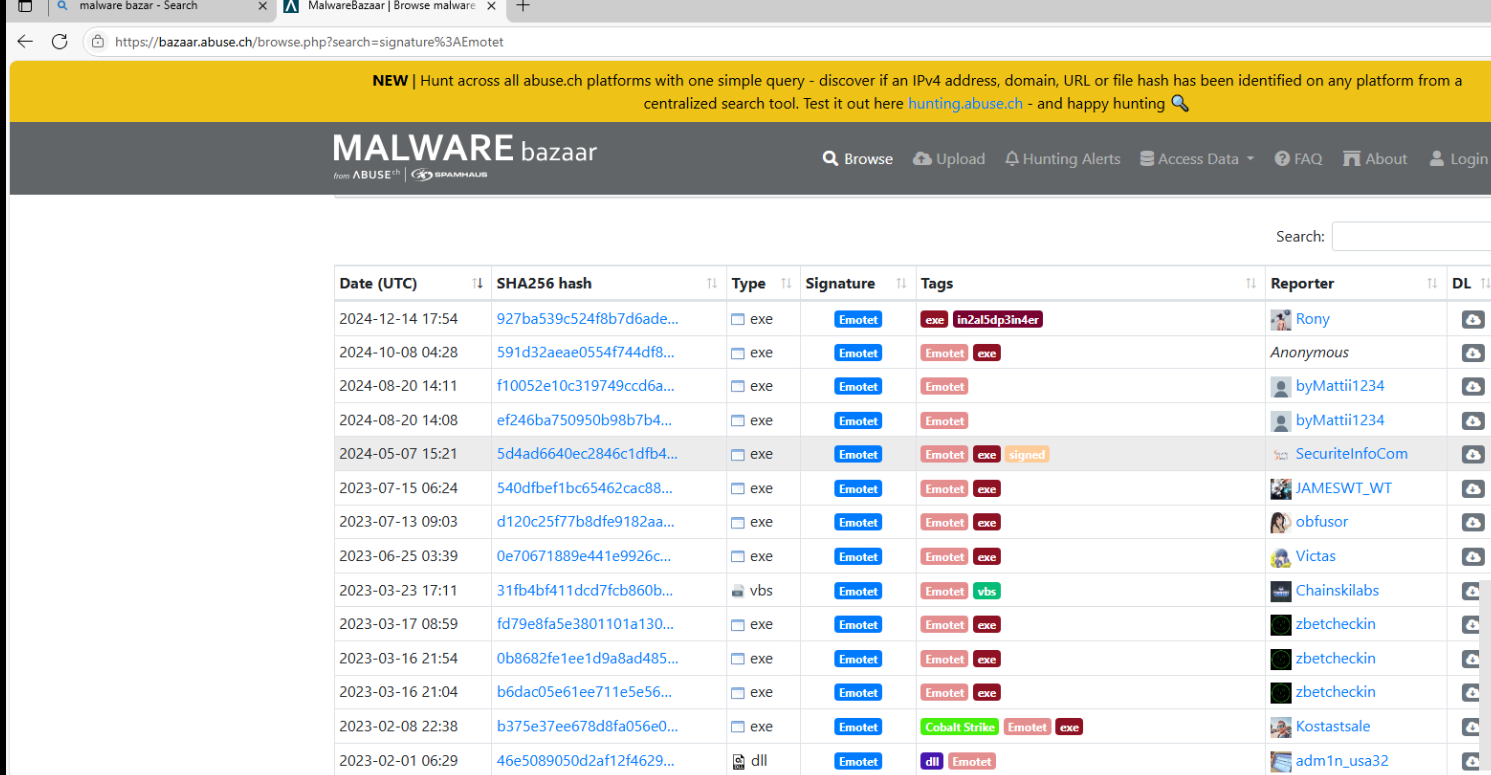 malware bazar - Search
MalwareBazaar | Browse malware
https://bazaar.abuse.ch/browse.php?search=signature%3AEmotet
NEW | Hunt across all abuse.ch platforms with one simple query - discover if an IPv4 address, domain, URL or file hash has been identified on any platform from a
centralized search tool. Test it out here hunting.abuse.ch - and happy hunting
MALWARE bazaar
from ABUSE ch | SPAMHAUS
Browse Upload Hunting Alerts Access Data FAQ About Login
Search:
Date (UTC) SHA256 hash Type Signature Tags Reporter DL
2024-12-14 17:54 927ba539c524f8b7d6ade... exe Emotet exe in2al5dp3in4er Rony
2024-10-08 04:28 591d32aeae0554f744df8... exe Emotet Emotet exe Anonymous
2024-08-20 14:11 f10052e10c319749ccd6a... exe Emotet Emotet byMattii1234
2024-08-20 14:08 ef246ba750950b98b7b4... exe Emotet Emotet byMattii1234
2024-05-07 15:21 5d4ad6640ec2846c1dfb4... exe Emotet Emotet exe signed SecuriteInfoCom
2023-07-15 06:24 540dfbef1bc65462cac88... exe Emotet Emotet exe JAMESWT_WT
2023-07-13 09:03 d120c25f77b8dfe9182aa... exe Emotet Emotet exe obfusor
2023-06-25 03:39 0e70671889e441e9926c... exe Emotet Emotet exe Victas
2023-03-23 17:11 31fb4bf411dcd7fcb860b... vbs Emotet Emotet vbs Chainskilabs
2023-03-17 08:59 fd79e8fa5e3801101a130... exe Emotet Emotet exe zbetcheckin
2023-03-16 21:54 0b8682fe1ee1d9a8ad485... exe Emotet Emotet exe zbetcheckin
2023-03-16 21:04 b6dac05e61ee711e5e56... exe Emotet Emotet exe zbetcheckin
2023-02-08 22:38 b375e37ee678d8fa056e0... exe Emotet Cobalt Strike Emotet exe Kostastsale
2023-02-01 06:29 46e5089050d2af12f4629... dll Emotet dll Emotet adm1n_usa32